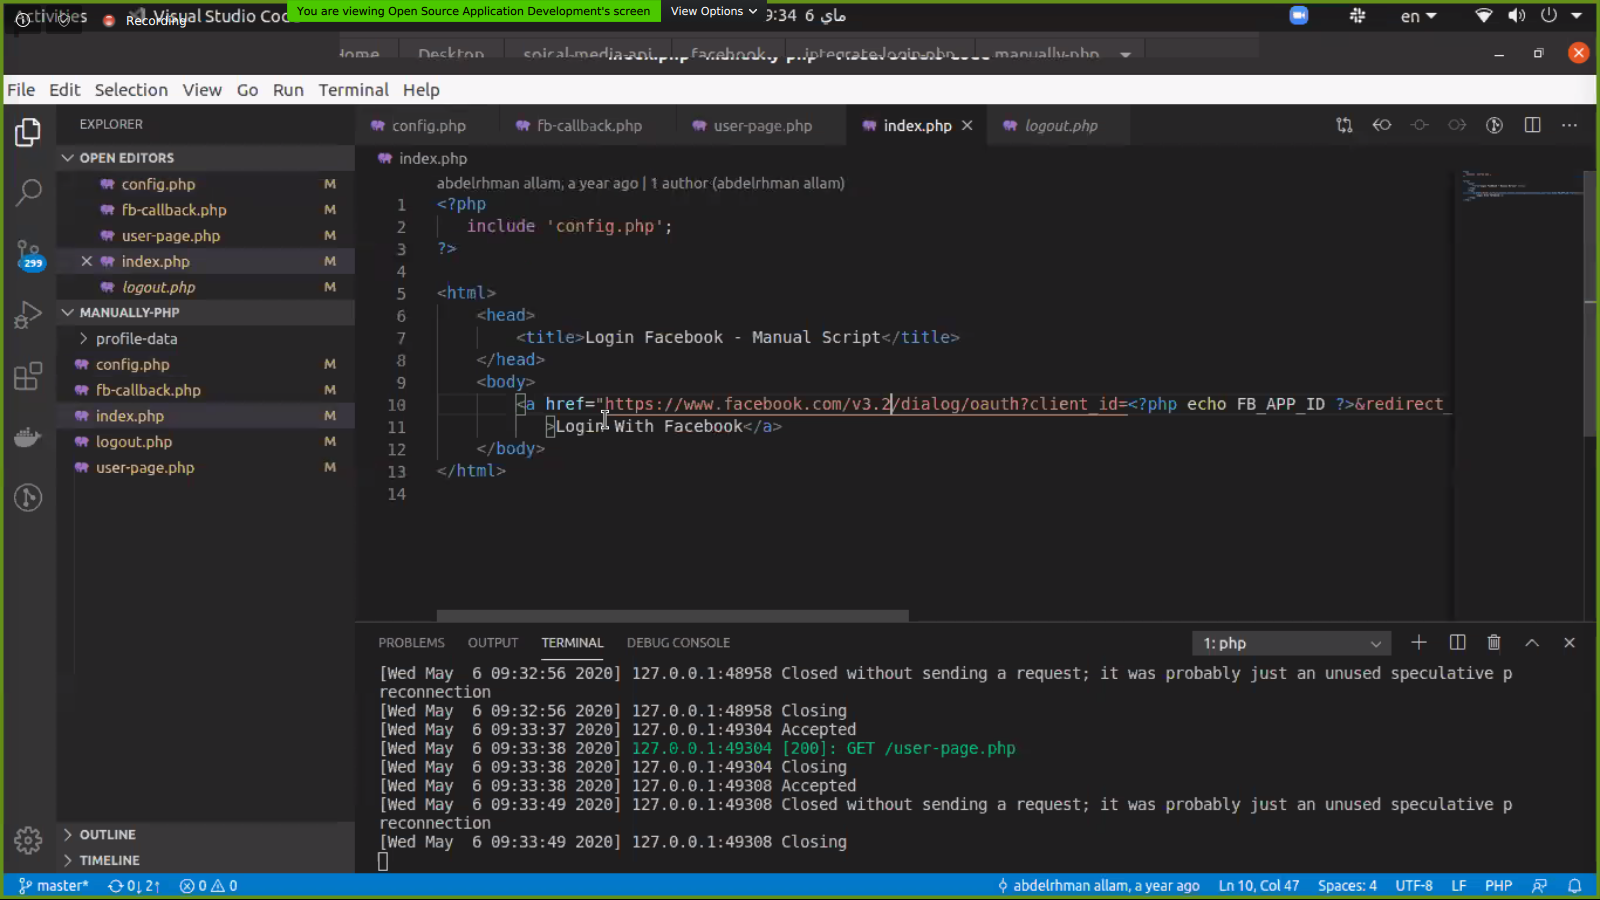 Activities
Recording
Visual Studio Co
You are viewing Open Source Application Development's screen
View Options
9:34 ماي 6
en
Home Desktop spiral-media-api facebook integrate-login-php manually-php
File Edit Selection View Go Run Terminal Help
EXPLORER
OPEN EDITORS
config.php M
fb-callback.php M
user-page.php M
index.php M
logout.php M
299
MANUALLY-PHP
profile-data
config.php M
fb-callback.php M
index.php M
logout.php M
user-page.php M
OUTLINE
TIMELINE
config.php fb-callback.php user-page.php index.php logout.php
index.php
abdelrhman allam, a year ago | 1 author (abdelrhman allam)
1 <?php
2 include 'config.php';
3 ?>
4
5 <html>
6 <head>
7 <title>Login Facebook - Manual Script</title>
8 </head>
9 <body>
10 <a href="https://www.facebook.com/v3.2/dialog/oauth?client_id=<?php echo FB_APP_ID ?>&redirect_
11 >Login With Facebook</a>
12 </body>
13 </html>
14
PROBLEMS OUTPUT TERMINAL DEBUG CONSOLE
1: php
[Wed May  6 09:32:56 2020] 127.0.0.1:48958 Closed without sending a request; it was probably just an unused speculative p
reconnection
[Wed May  6 09:32:56 2020] 127.0.0.1:48958 Closing
[Wed May  6 09:33:37 2020] 127.0.0.1:49304 Accepted
[Wed May  6 09:33:38 2020] 127.0.0.1:49304 [200]: GET /user-page.php
[Wed May  6 09:33:38 2020] 127.0.0.1:49304 Closing
[Wed May  6 09:33:38 2020] 127.0.0.1:49308 Accepted
[Wed May  6 09:33:49 2020] 127.0.0.1:49308 Closed without sending a request; it was probably just an unused speculative p
reconnection
[Wed May  6 09:33:49 2020] 127.0.0.1:49308 Closing
master* 0↓ 2↑ 0 0
abdelrhman allam, a year ago Ln 10, Col 47 Spaces: 4 UTF-8 LF PHP